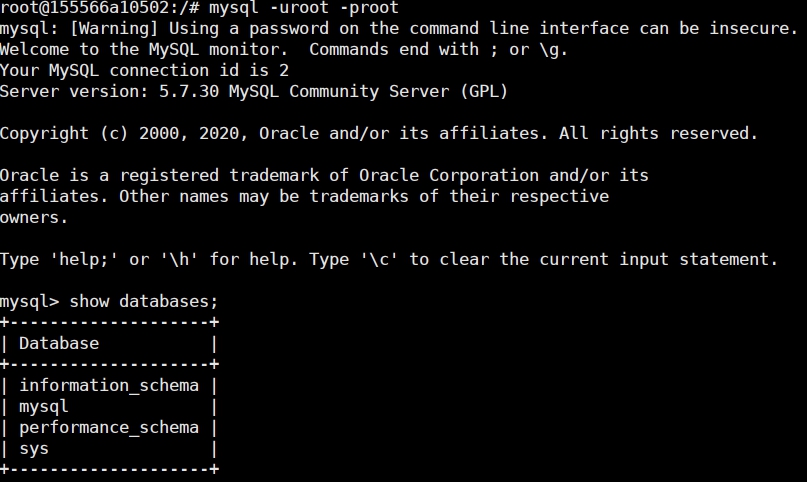 root@155566a10502:/# mysql -uroot -proot
mysql: [Warning] Using a password on the command line interface can be insecure.
Welcome to the MySQL monitor.  Commands end with ; or \g.
Your MySQL connection id is 2
Server version: 5.7.30 MySQL Community Server (GPL)

Copyright (c) 2000, 2020, Oracle and/or its affiliates. All rights reserved.

Oracle is a registered trademark of Oracle Corporation and/or its
affiliates. Other names may be trademarks of their respective
owners.

Type 'help;' or '\h' for help. Type '\c' to clear the current input statement.

mysql> show databases;
+--------------------+
| Database           |
+--------------------+
| information_schema |
| mysql              |
| performance_schema |
| sys                |
+--------------------+